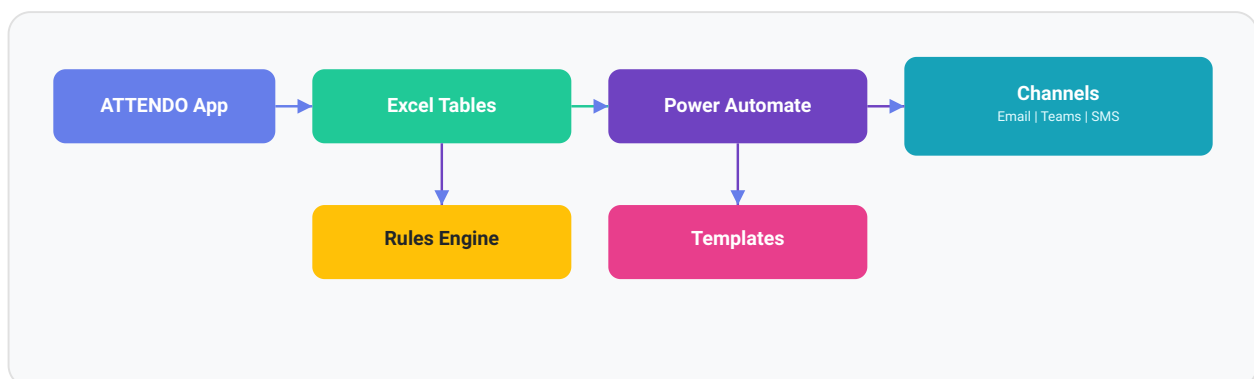 ATTENDO App
Excel Tables
Power Automate
Channels
Email | Teams | SMS
Rules Engine
Templates